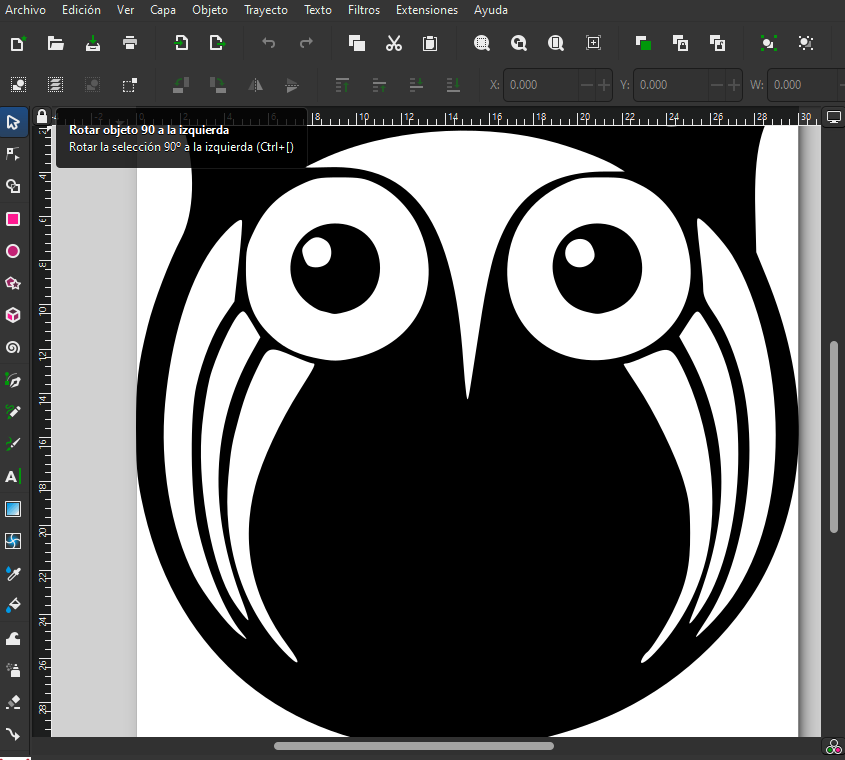 Archivo Edición Ver Capa Objeto Trayecto Texto Filtros Extensiones Ayuda
X: 0.000 Y: 0.000 W: 0.000
8 10 12 14 16 18 20 22 24 26 28 30
Rotar objeto 90 a la izquierda
Rotar la selección 90º a la izquierda (Ctrl+[)
4
6
8
10
12
14
16
18
20
22
24
26
28
A